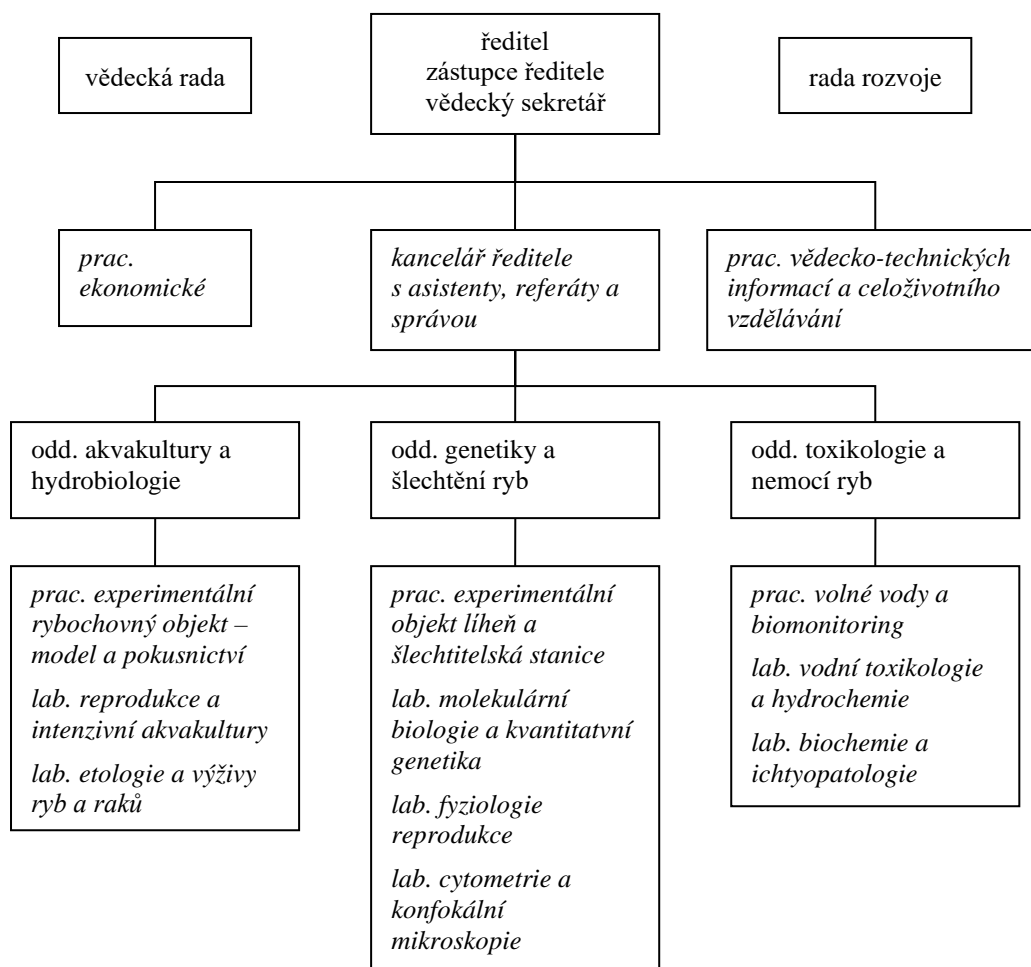 vědecká rada
ředitel
zástupce ředitele
vědecký sekretář
rada rozvoje
prac.
ekonomické
kancelář ředitele
s asistenty, referáty a
správou
prac. vědecko-technických
informací a celoživotního
vzdělávání
odd. akvakultury a
hydrobiologie
odd. genetiky a
šlechtění ryb
odd. toxikologie a
nemocí ryb
prac. experimentální
rybochovný objekt –
model a pokusnictví
lab. reprodukce a
intenzivní akvakultury
lab. etologie a výživy
ryb a raků
prac. experimentální
objekt líheň a
šlechtitelská stanice
lab. molekulární
biologie a kvantitatvní
genetika
lab. fyziologie
reprodukce
lab. cytometrie a
konfokální
mikroskopie
prac. volné vody a
biomonitoring
lab. vodní toxikologie
a hydrochemie
lab. biochemie a
ichtyopatologie